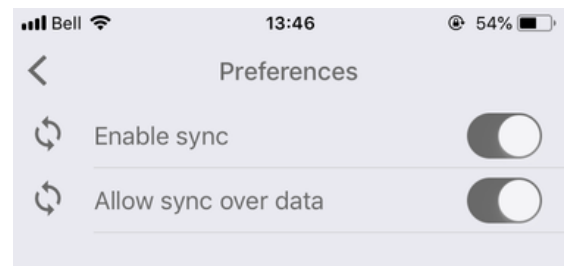 Bell 13:46 54%
Preferences
Enable sync
Allow sync over data